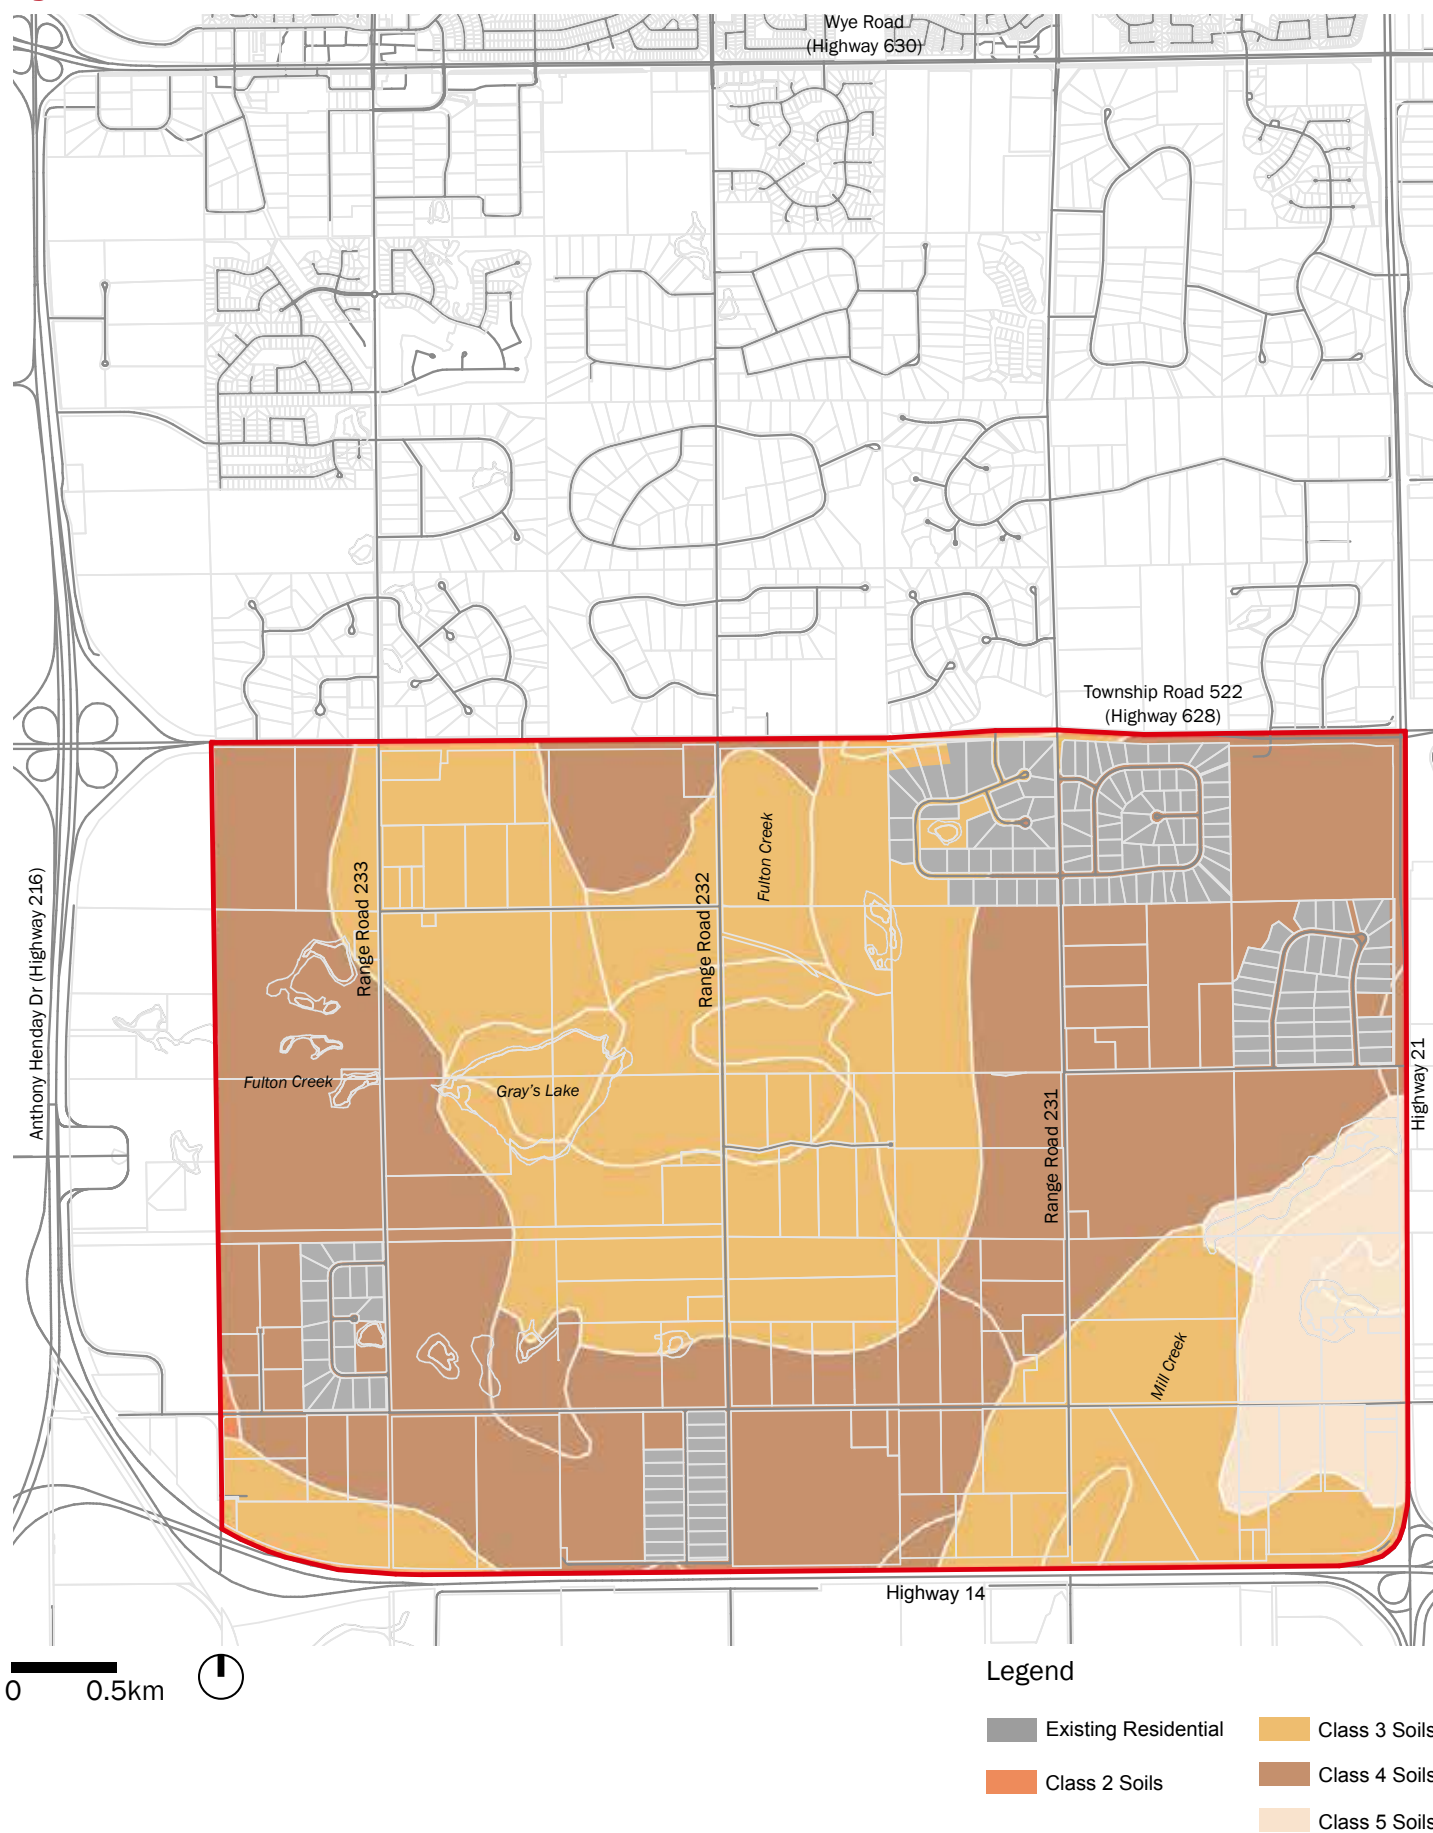 Wye Road
(Highway 630)
Township Road 522
(Highway 628)
Anthony Henday Dr (Highway 216)
Range Road 233
Range Road 232
Fulton Creek
Fulton Creek
Gray's Lake
Range Road 231
Highway 21
Mill Creek
Highway 14
0 0.5km
Legend
Existing Residential
Class 2 Soils
Class 3 Soils
Class 4 Soils
Class 5 Soils